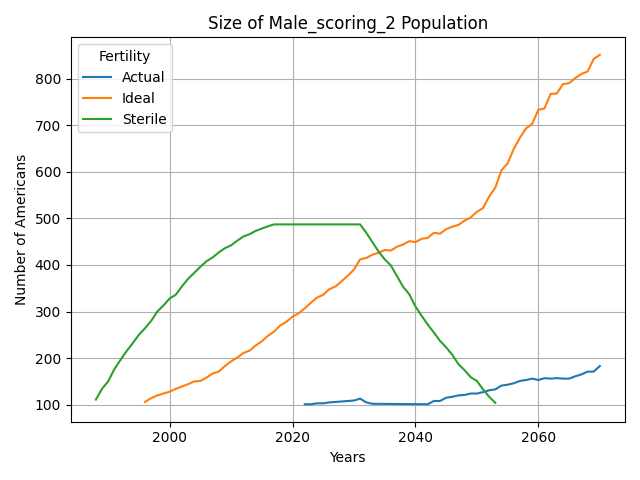 Size of Male_scoring_2 Population
Fertility
Actual
Ideal
Sterile
Number of Americans
800
700
600
500
400
300
200
100
2000
2020
2040
2060
Years